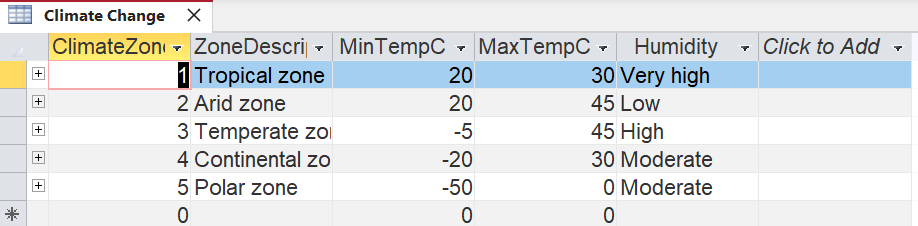 Climate Change
ClimateZone ZoneDescrip MinTempC MaxTempC Humidity Click to Add
1 Tropical zone 20 30 Very high
2 Arid zone 20 45 Low
3 Temperate zo -5 45 High
4 Continental zo -20 30 Moderate
5 Polar zone -50 0 Moderate
0 0 0